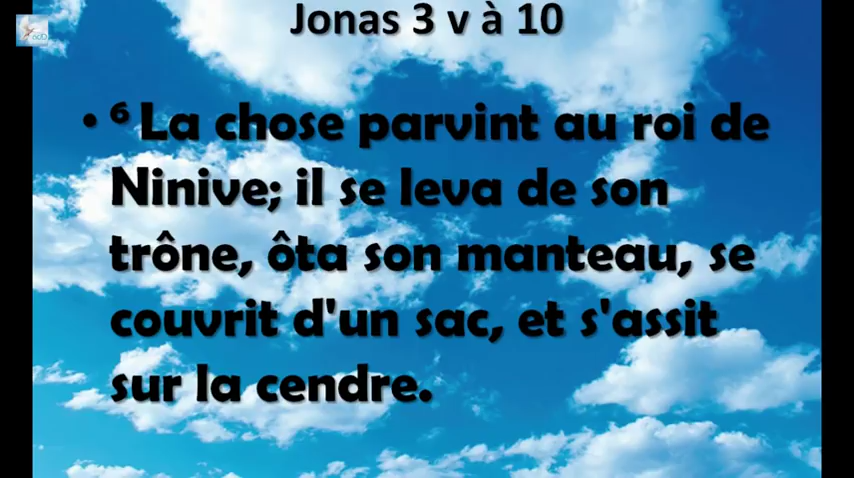 Jonas 3 v à 10
• ⁶ La chose parvint au roi de
Ninive; il se leva de son
trône, ôta son manteau, se
couvrit d'un sac, et s'assit
sur la cendre.